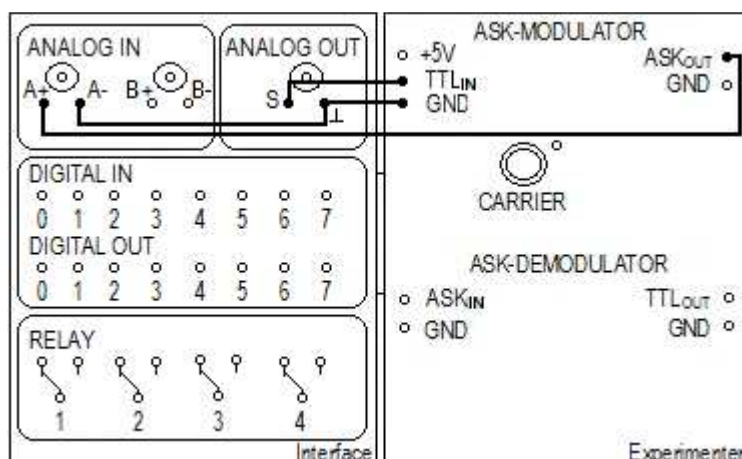 ANALOG IN
A+ A- B+ B-
ANALOG OUT
S ⊥
DIGITAL IN
0 1 2 3 4 5 6 7
DIGITAL OUT
0 1 2 3 4 5 6 7
RELAY
1 2 3 4
Interface
ASK-MODULATOR
+5V ASKOUT
TTLIN GND
GND
CARRIER
ASK-DEMODULATOR
ASKIN TTLOUT
GND GND
Experimenter